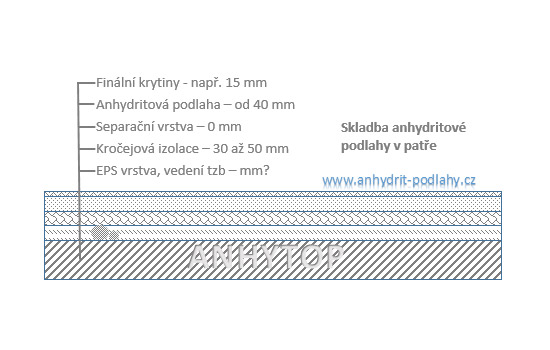 Finální krytiny - např. 15 mm
Anhydritová podlaha – od 40 mm
Separační vrstva – 0 mm
Kročejová izolace – 30 až 50 mm
EPS vrstva, vedení tzb – mm?
Skladba anhydritové
podlahy v patře
www.anhydrit-podlahy.cz
ANHYTOP